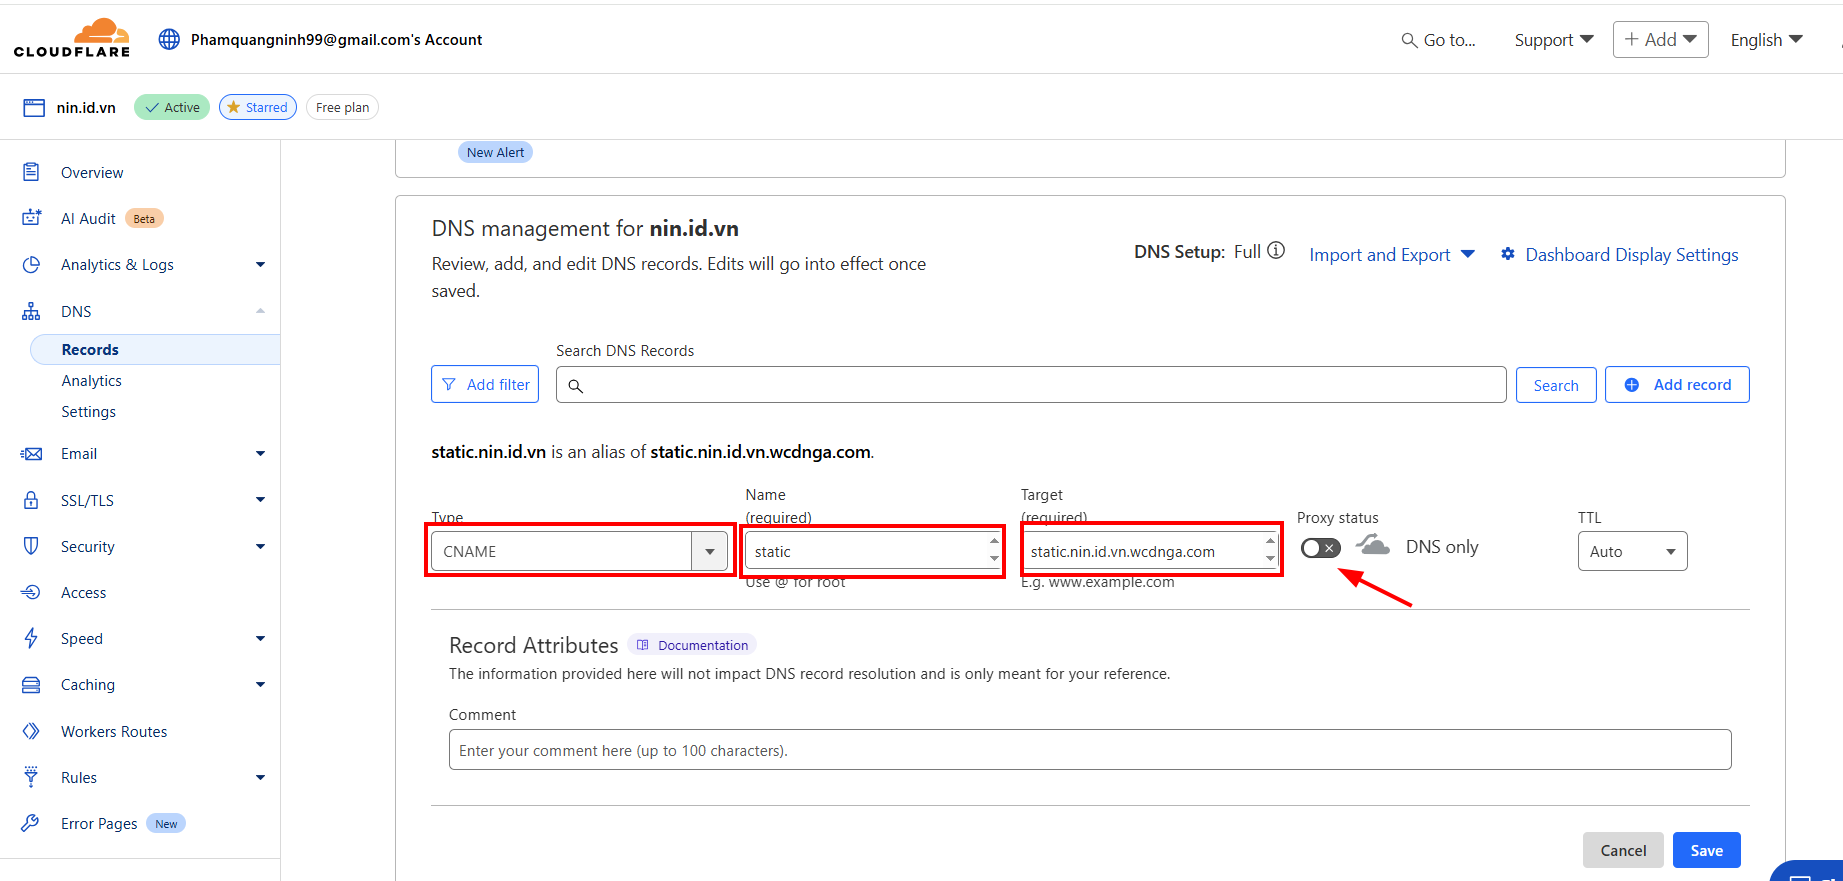 CLOUDFLARE
Phamquangninh99@gmail.com's Account
Go to...
Support
Add
English
nin.id.vn
Active
Starred
Free plan
Overview
AI Audit Beta
Analytics & Logs
DNS
Records
Analytics
Settings
Email
SSL/TLS
Security
Access
Speed
Caching
Workers Routes
Rules
Error Pages New
New Alert
DNS management for nin.id.vn
Review, add, and edit DNS records. Edits will go into effect once
saved.
DNS Setup: Full
Import and Export
Dashboard Display Settings
Search DNS Records
Add filter
Search
Add record
static.nin.id.vn is an alias of static.nin.id.vn.wcdnga.com.
Type
CNAME
Name
(required)
static
Use @ for root
Target
(required)
static.nin.id.vn.wcdnga.com
E.g. www.example.com
Proxy status
DNS only
TTL
Auto
Record Attributes
Documentation
The information provided here will not impact DNS record resolution and is only meant for your reference.
Comment
Enter your comment here (up to 100 characters).
Cancel
Save